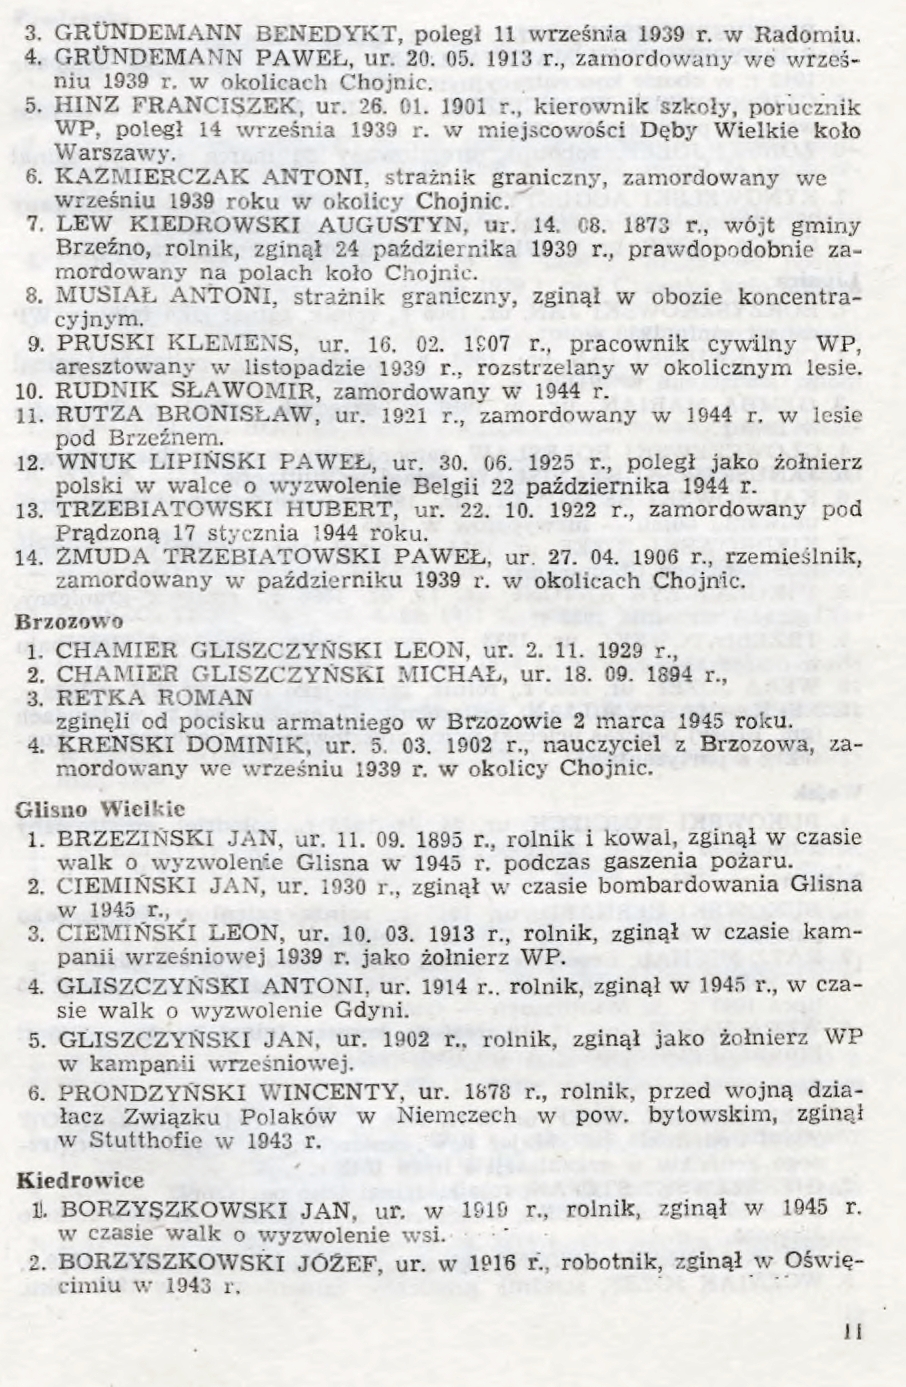 3. GRÜNDEMANN BENEDYKT, poległ 11 września 1939 r. w Radomiu.
4. GRÜNDEMANN PAWEŁ, ur. 20. 05. 1913 r., zamordowany we wrześ-
niu 1939 r. w okolicach Chojnic.
5. HINZ FRANCISZEK, ur. 26. 01. 1901 r., kierownik szkoły, porucznik
WP, poległ 14 września 1939 r. w miejscowości Dęby Wielkie koło
Warszawy.
6. KAZMIERCZAK ANTONI, strażnik graniczny, zamordowany we
wrześniu 1939 roku w okolicy Chojnic.
7. LEW KIEDROWSKI AUGUSTYN, ur. 14. 08. 1873 r., wójt gminy
Brzeźno, rolnik, zginął 24 października 1939 r., prawdopodobnie za-
mordowany na polach koło Chojnic.
8. MUSIAŁ ANTONI, strażnik graniczny, zginął w obozie koncentra-
cyjnym.
9. PRUSKI KLEMENS, ur. 16. 02. 1907 r., pracownik cywilny WP,
aresztowany w listopadzie 1939 r., rozstrzelany w okolicznym lesie.
10. RUDNIK SŁAWOMIR, zamordowany w 1944 r.
11. RUTZA BRONISŁAW, ur. 1921 r., zamordowany w 1944 r. w lesie
pod Brzeźnem.
12. WNUK LIPIŃSKI PAWEŁ, ur. 30. 06. 1925 r., poległ jako żołnierz
polski w walce o wyzwolenie Belgii 22 października 1944 r.
13. TRZEBIATOWSKI HUBERT, ur. 22. 10. 1922 r., zamordowany pod
Prądzoną 17 stycznia 1944 roku.
14. ŻMUDA TRZEBIATOWSKI PAWEŁ, ur. 27. 04. 1906 r., rzemieślnik,
zamordowany w październiku 1939 r. w okolicach Chojnic.
Brzozowo
1. CHAMIER GLISZCZYŃSKI LEON, ur. 2. 11. 1929 r.,
2. CHAMIER GLISZCZYŃSKI MICHAŁ, ur. 18. 09. 1894 r.,
3. RETKA ROMAN
zginęli od pocisku armatniego w Brzozowie 2 marca 1945 roku.
4. KRENSKI DOMINIK, ur. 5. 03. 1902 r., nauczyciel z Brzozowa, za-
mordowany we wrześniu 1939 r. w okolicy Chojnic.
Glisno Wielkie
1. BRZEZIŃSKI JAN, ur. 11. 09. 1895 r., rolnik i kowal, zginął w czasie
walk o wyzwolenie Glisna w 1945 r. podczas gaszenia pożaru.
2. CIEMIŃSKI JAN, ur. 1930 r., zginął w czasie bombardowania Glisna
w 1945 r.,
3. CIEMIŃSKI LEON, ur. 10. 03. 1913 r., rolnik, zginął w czasie kam-
panii wrześniowej 1939 r. jako żołnierz WP.
4. GLISZCZYŃSKI ANTONI, ur. 1914 r.. rolnik, zginął w 1945 r., w cza-
sie walk o wyzwolenie Gdyni.
5. GLISZCZYŃSKI JAN, ur. 1902 r., rolnik, zginął jako żołnierz WP
w kampanii wrześniowej.
6. PRONDZYŃSKI WINCENTY, ur. 1878 r., rolnik, przed wojną dzia-
łacz Związku Polaków w Niemczech w pow. bytowskim, zginął
w Stutthofie w 1943 r.
Kiedrowice
1. BORZYSZKOWSKI JAN, ur. w 1919 r., rolnik, zginął w 1945 r.
w czasie walk o wyzwolenie wsi.
2. BORZYSZKOWSKI JÓŻEF, ur. w 1916 r., robotnik, zginął w Oświę-
cimiu w 1943 r.
11